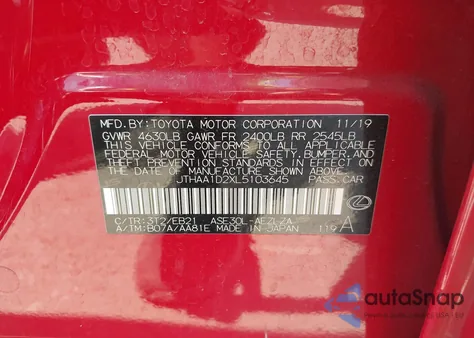 MFD.BY:TOYOTA MOTOR CORPORATION 11/19
GVWR 4630LB GAWR FR 2400LB RR 2545LB
THIS VEHICLE CONFORMS TO ALL APPLICABLE
FEDERAL MOTOR VEHICLE SAFETY, BUMPER, AND
THEFT PREVENTION STANDARDS IN EFFECT ON
THE DATE OF MANUFACTURE SHOWN ABOVE.
JTHAA1D2XL5103645 PASS.CAR
C/TR:3T2/EB21 ASE30L-AEZLZA
A/TM:B07A/AA81E MADE IN JAPAN 119 A
autoSnap